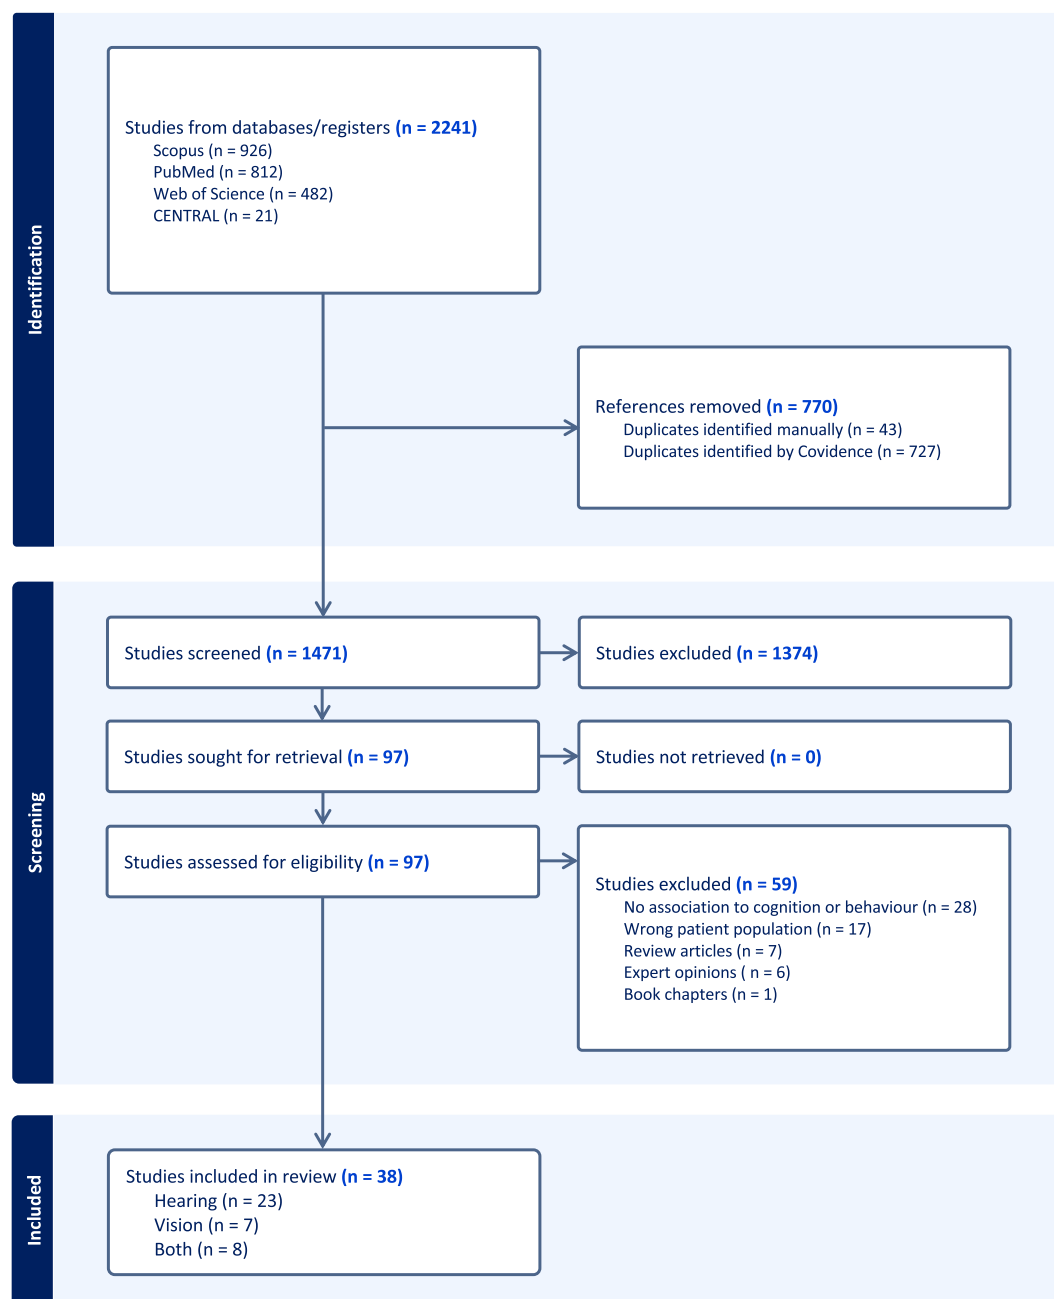 Identification
Studies from databases/registers (n = 2241)
Scopus (n = 926)
PubMed (n = 812)
Web of Science (n = 482)
CENTRAL (n = 21)
References removed (n = 770)
Duplicates identified manually (n = 43)
Duplicates identified by Covidence (n = 727)
Screening
Studies screened (n = 1471)
Studies excluded (n = 1374)
Studies sought for retrieval (n = 97)
Studies not retrieved (n = 0)
Studies assessed for eligibility (n = 97)
Studies excluded (n = 59)
No association to cognition or behaviour (n = 28)
Wrong patient population (n = 17)
Review articles (n = 7)
Expert opinions ( n = 6)
Book chapters (n = 1)
Included
Studies included in review (n = 38)
Hearing (n = 23)
Vision (n = 7)
Both (n = 8)